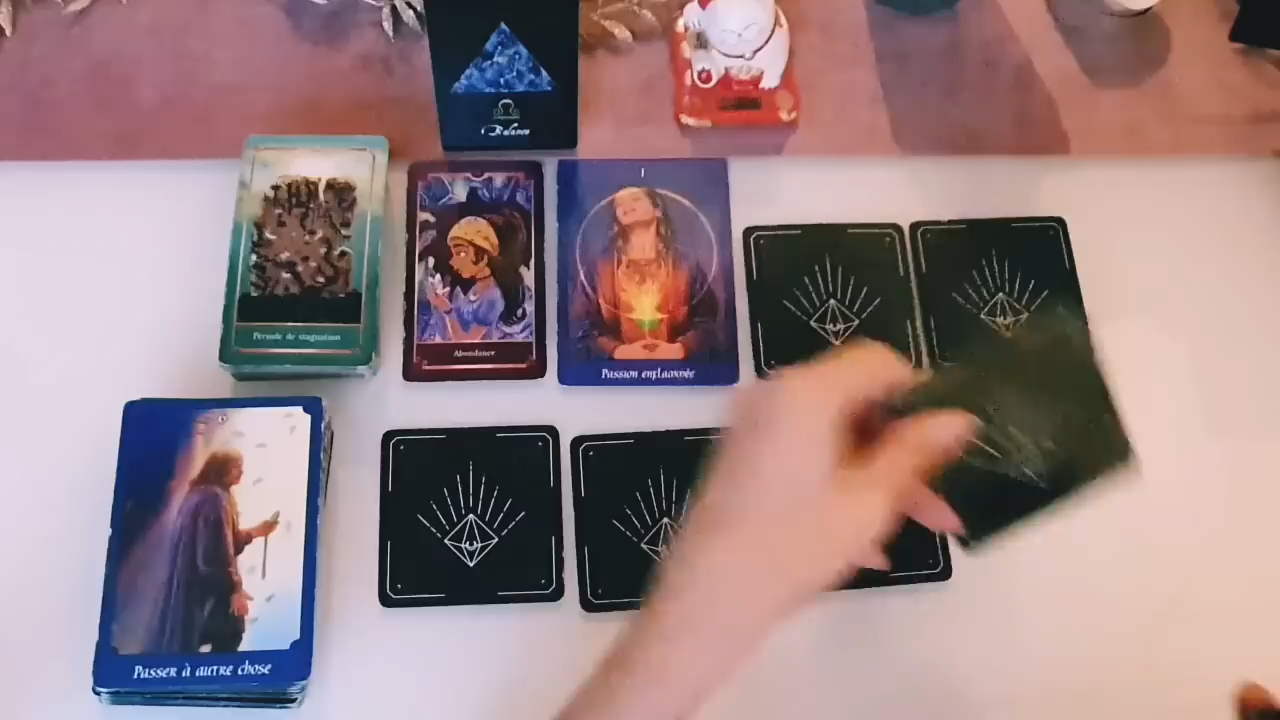 Balance
Période de stagnation
Abondance
I
Passion enflammée
Passer à autre chose